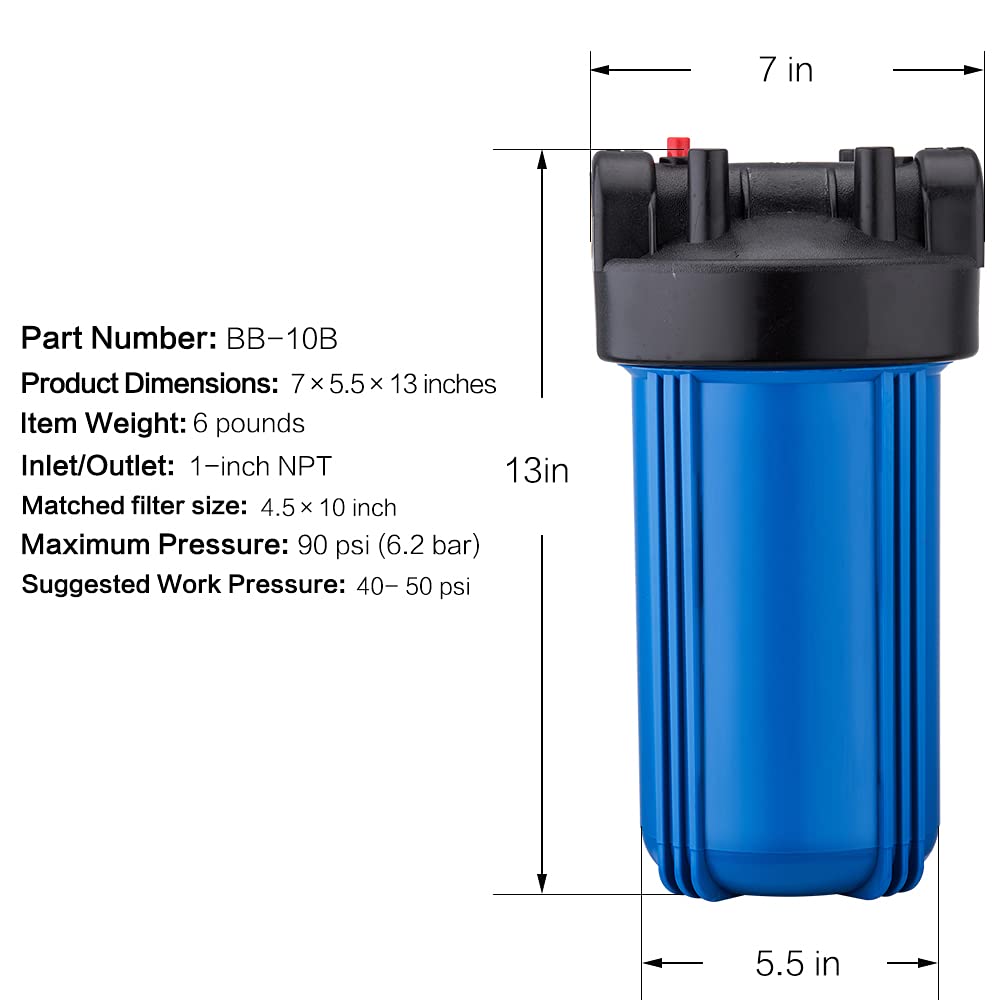 7 in
Part Number: BB-10B
Product Dimensions: 7×5.5×13 inches
Item Weight: 6 pounds
Inlet/Outlet: 1-inch NPT
13in
Matched filter size: 4.5×10 inch
Maximum Pressure: 90 psi (6.2 bar)
Suggested Work Pressure: 40- 50 psi
5.5 in